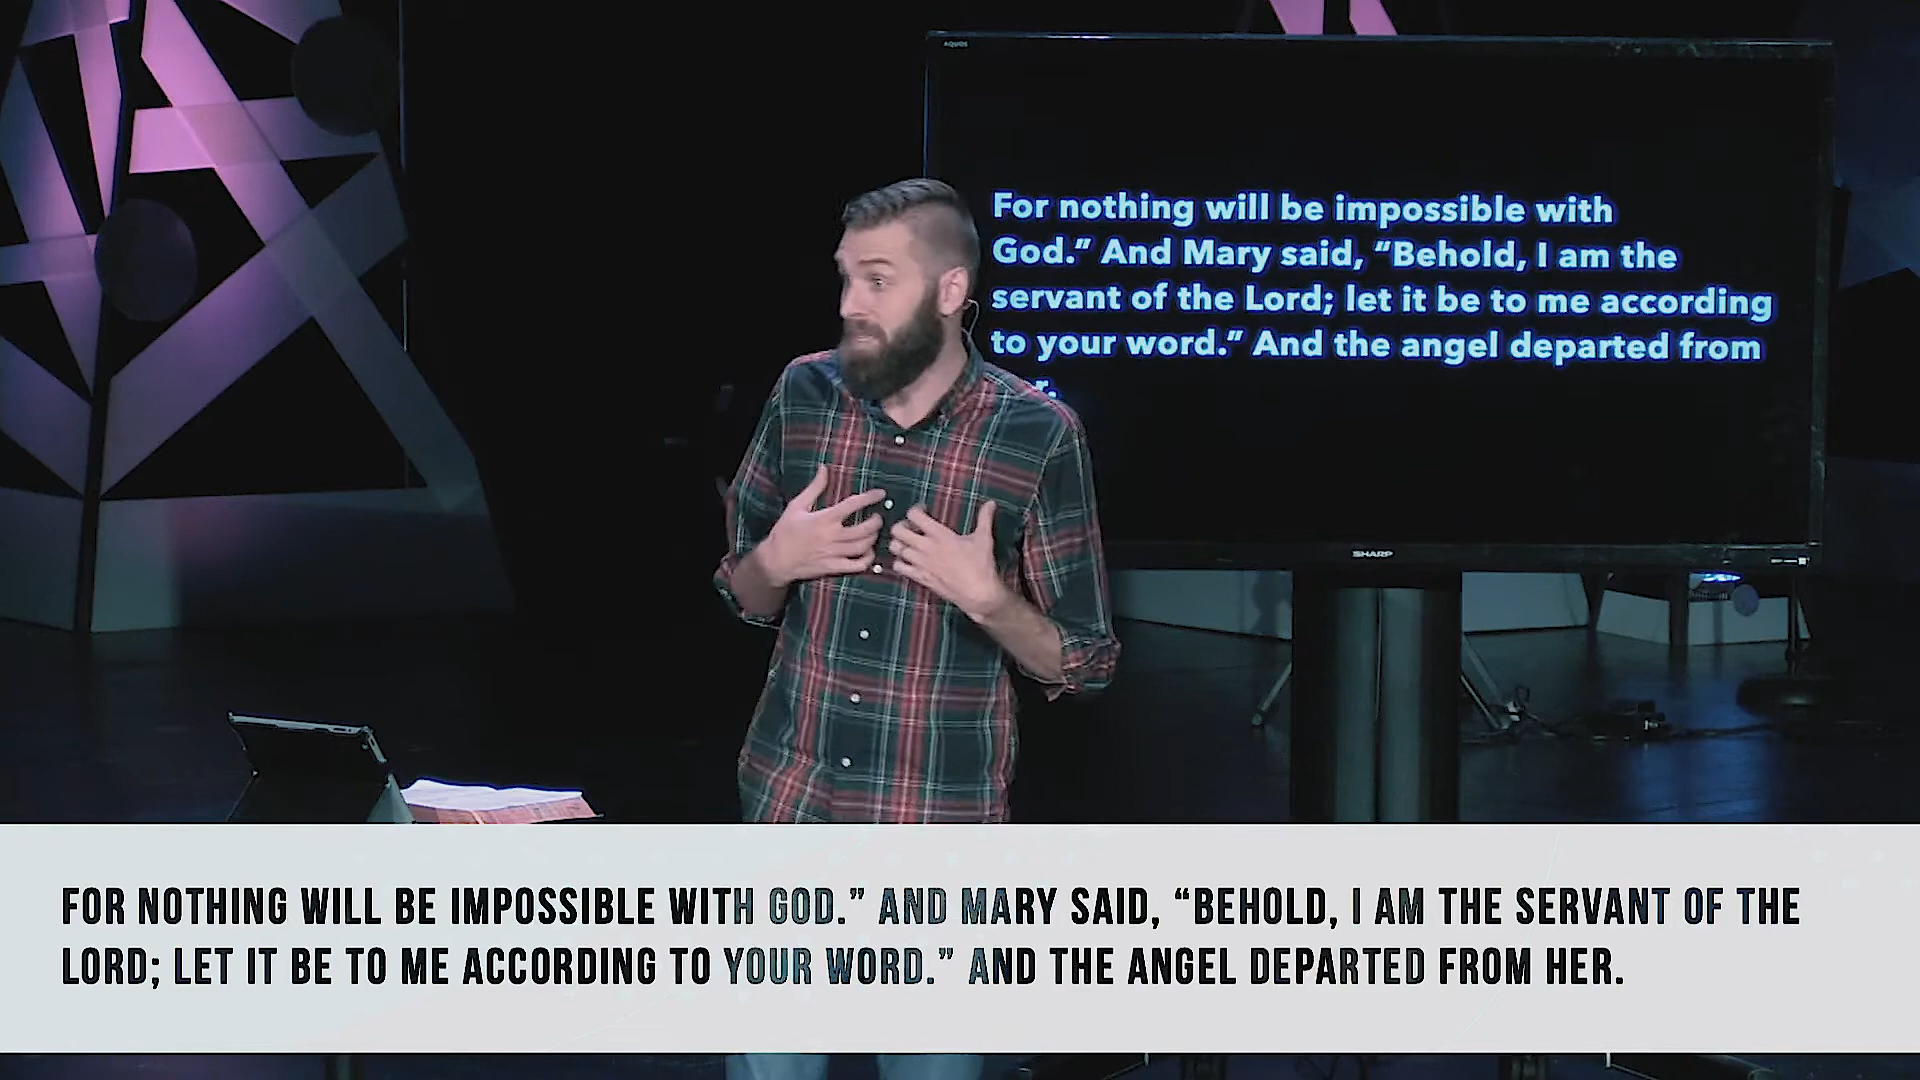 AQUOS
For nothing will be impossible with
God.” And Mary said, “Behold, I am the
servant of the Lord; let it be to me according
to your word.” And the angel departed from
r.
SHARP
FOR NOTHING WILL BE IMPOSSIBLE WITH GOD.” AND MARY SAID, “BEHOLD, I AM THE SERVANT OF THE
LORD; LET IT BE TO ME ACCORDING TO YOUR WORD.” AND THE ANGEL DEPARTED FROM HER.